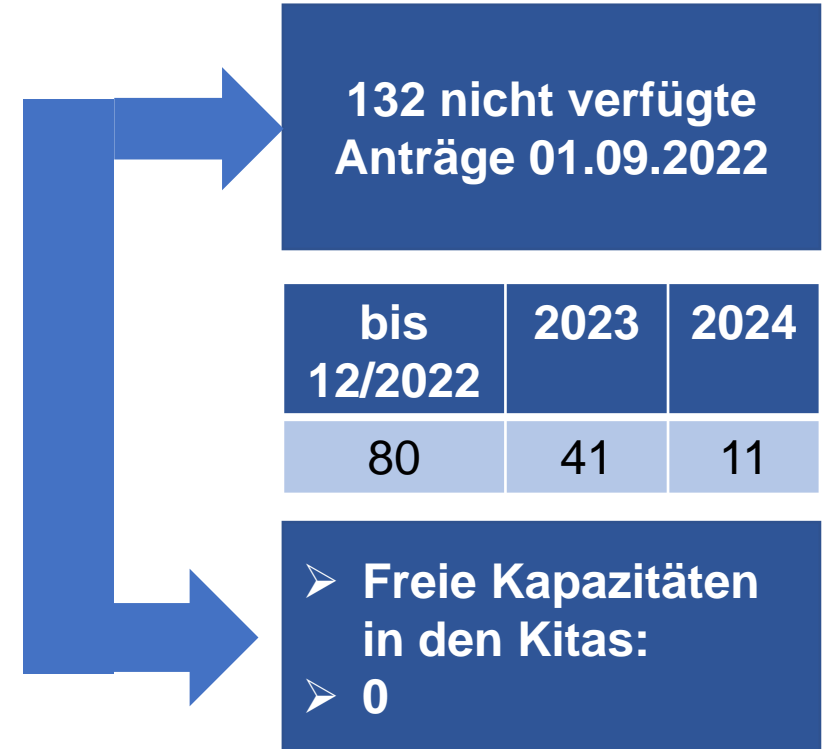 132 nicht verfügte
Anträge 01.09.2022
bis 2023 2024
12/2022
80 41 11
➢ Freie Kapazitäten
in den Kitas:
➢ 0